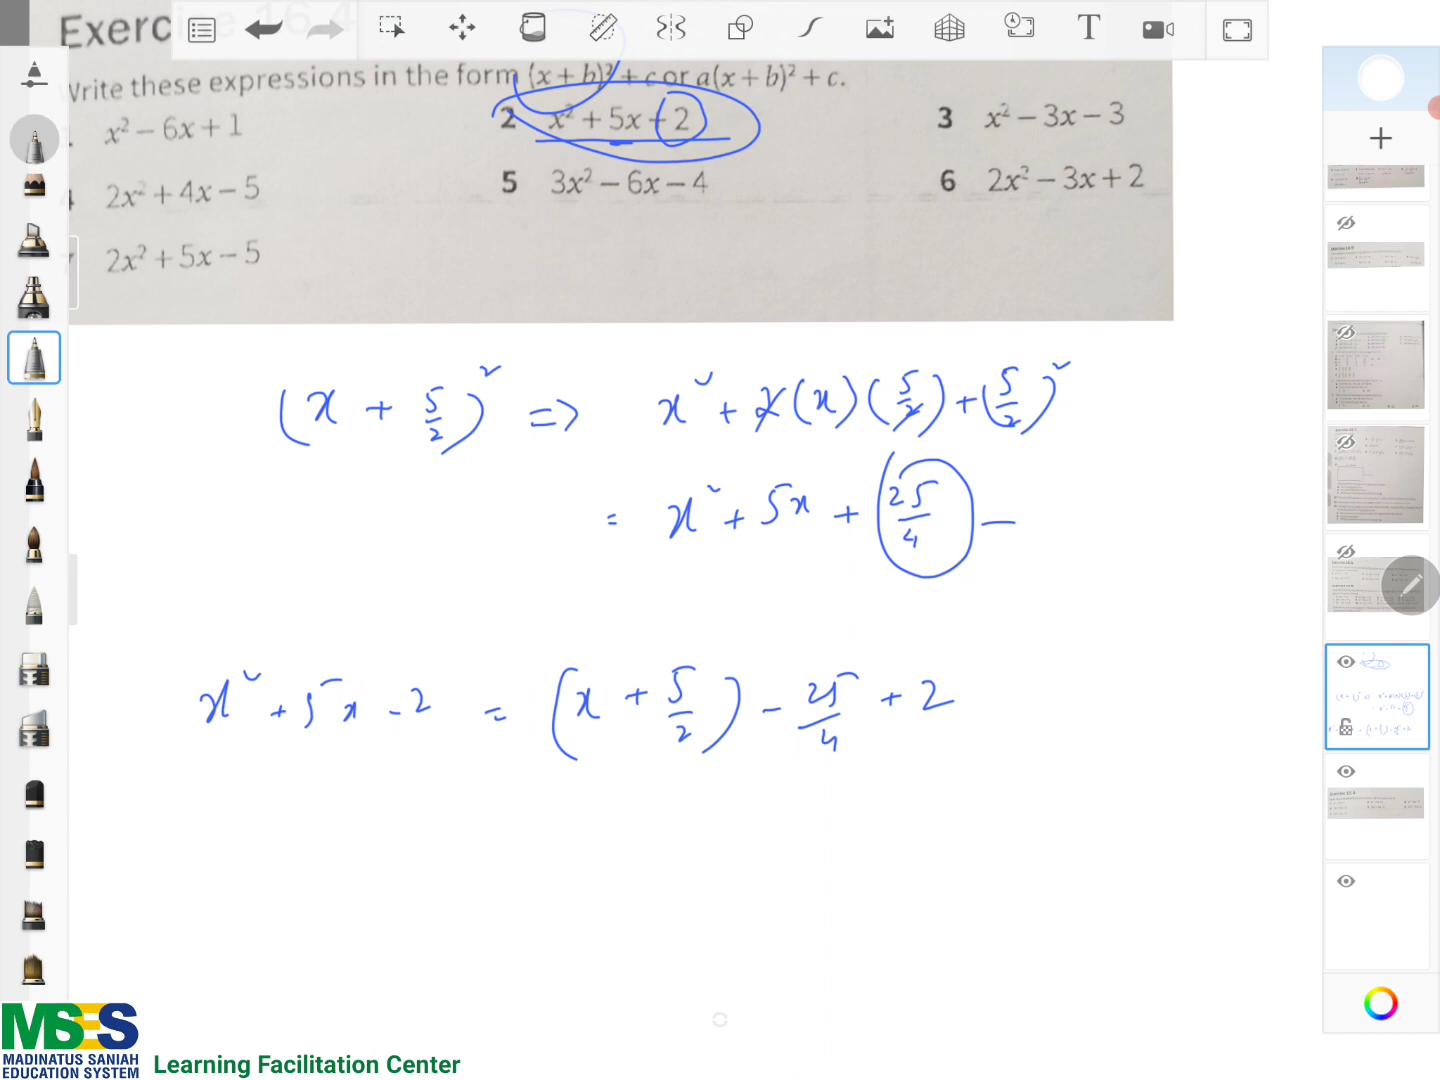 Exerc
Write these expressions in the form (x + b)² + c or a(x + b)² + c.
x² − 6x + 1
2 x² + 5x − 2
3 x² − 3x − 3
2x² + 4x − 5
5 3x² − 6x − 4
6 2x² − 3x + 2
2x² + 5x − 5
(x + 5/2)² => x² + 2(x)(5/2) + (5/2)²
= x² + 5x + 25/4 −
x² + 5x - 2 = (x + 5/2) - 25/4 + 2
T
MSES
MADINATUS SANIAH
EDUCATION SYSTEM
Learning Facilitation Center